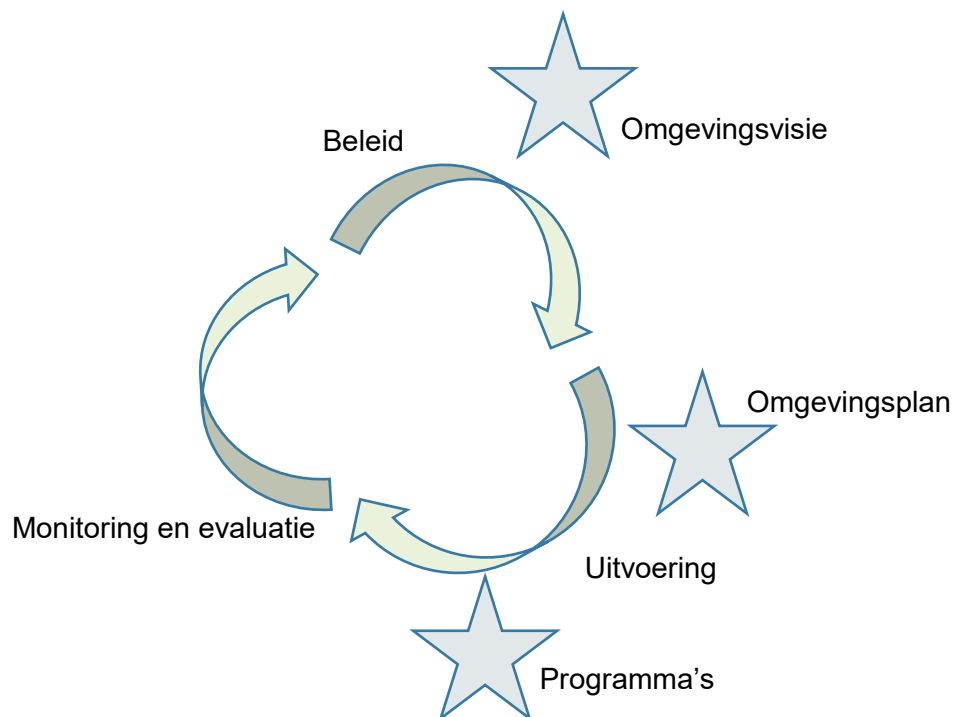 Omgevingsvisie
Beleid
Omgevingsplan
Monitoring en evaluatie
Uitvoering
Programma’s